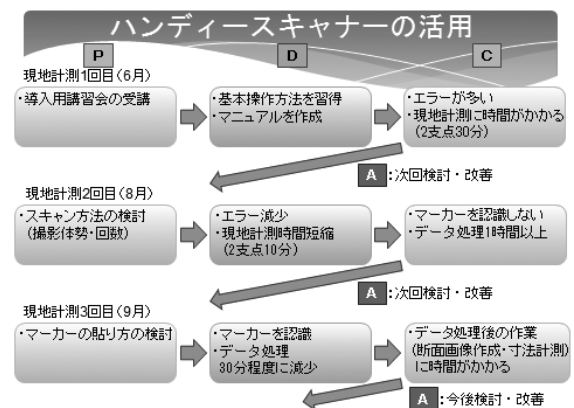 ハンディースキャナーの活用
P
D
C
現地計測1回目(6月)
・導入用講習会の受講
・基本操作方法を習得
・マニュアルを作成
・エラーが多い
・現地計測に時間がかかる
(2支点30分)
A:次回検討・改善
現地計測2回目(8月)
・スキャン方法の検討
(撮影体勢・回数)
・エラー減少
・現地計測時間短縮
(2支点10分)
・マーカーを認識しない
・データ処理1時間以上
A:次回検討・改善
現地計測3回目(9月)
・マーカーの貼り方の検討
・マーカーを認識
・データ処理
30分程度に減少
・データ処理後の作業
(断面画像作成・寸法計測)
に時間がかかる
A:今後検討・改善